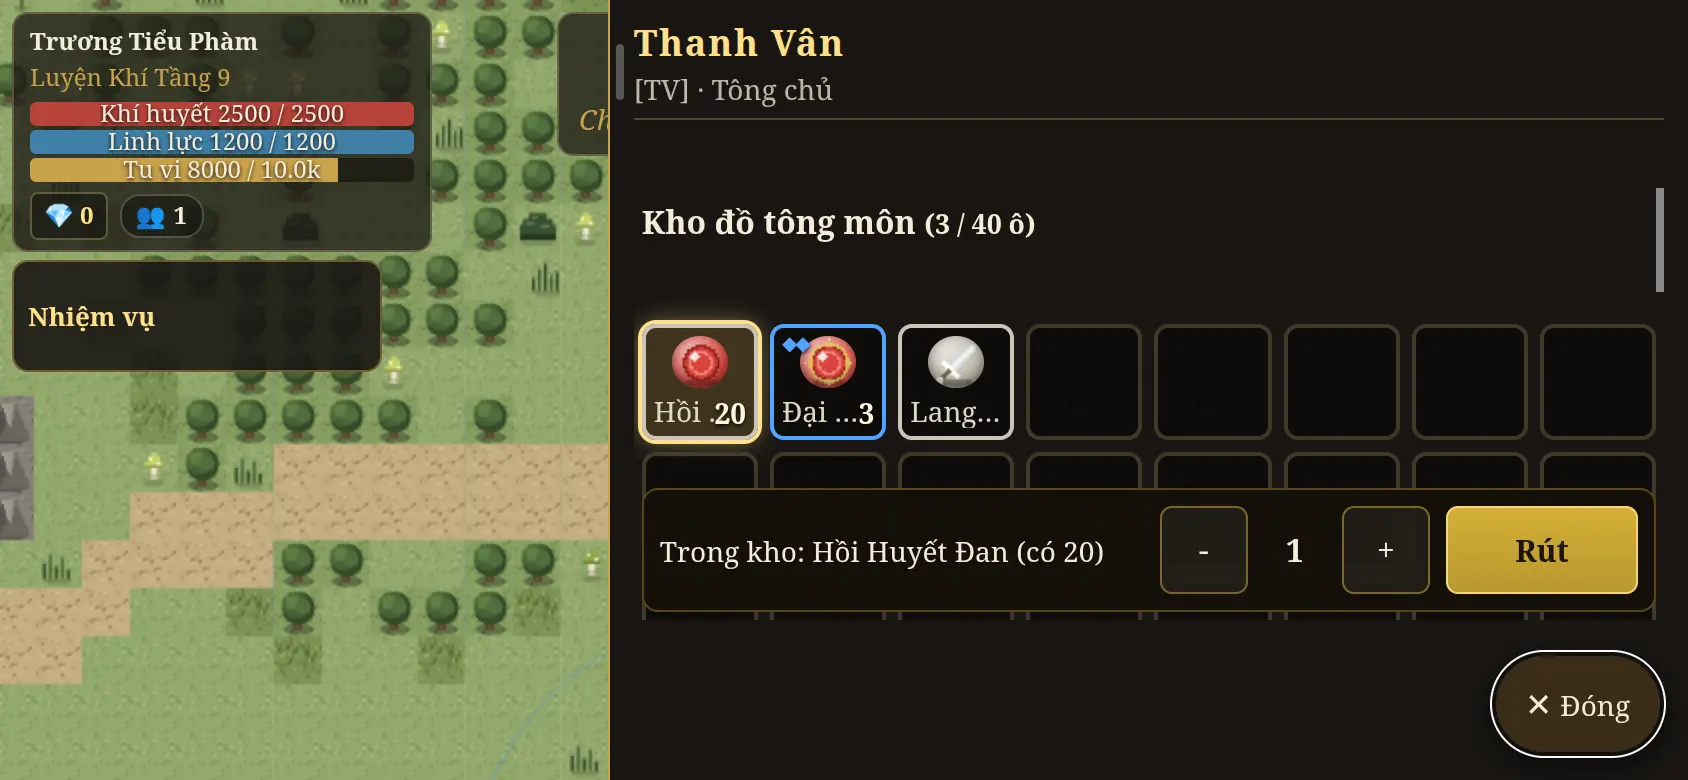 Trương Tiểu Phàm
Luyện Khí Tầng 9
Khí huyết 2500 / 2500
Linh lực 1200 / 1200
Tu vi 8000 / 10.0k
0
1
Nhiệm vụ
Ch
Thanh Vân
[TV] · Tông chủ
Kho đồ tông môn (3 / 40 ô)
Hồi .20
Đại ...3
Lang...
Trong kho: Hồi Huyết Đan (có 20)
- 1 +
Rút
✕ Đóng